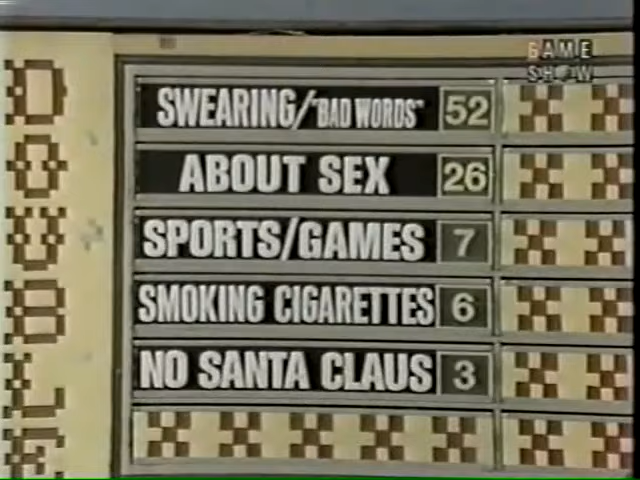 GAME
SHOW
DOUBLE
SWEARING/"BAD WORDS" 52
ABOUT SEX 26
SPORTS/GAMES 7
SMOKING CIGARETTES 6
NO SANTA CLAUS 3